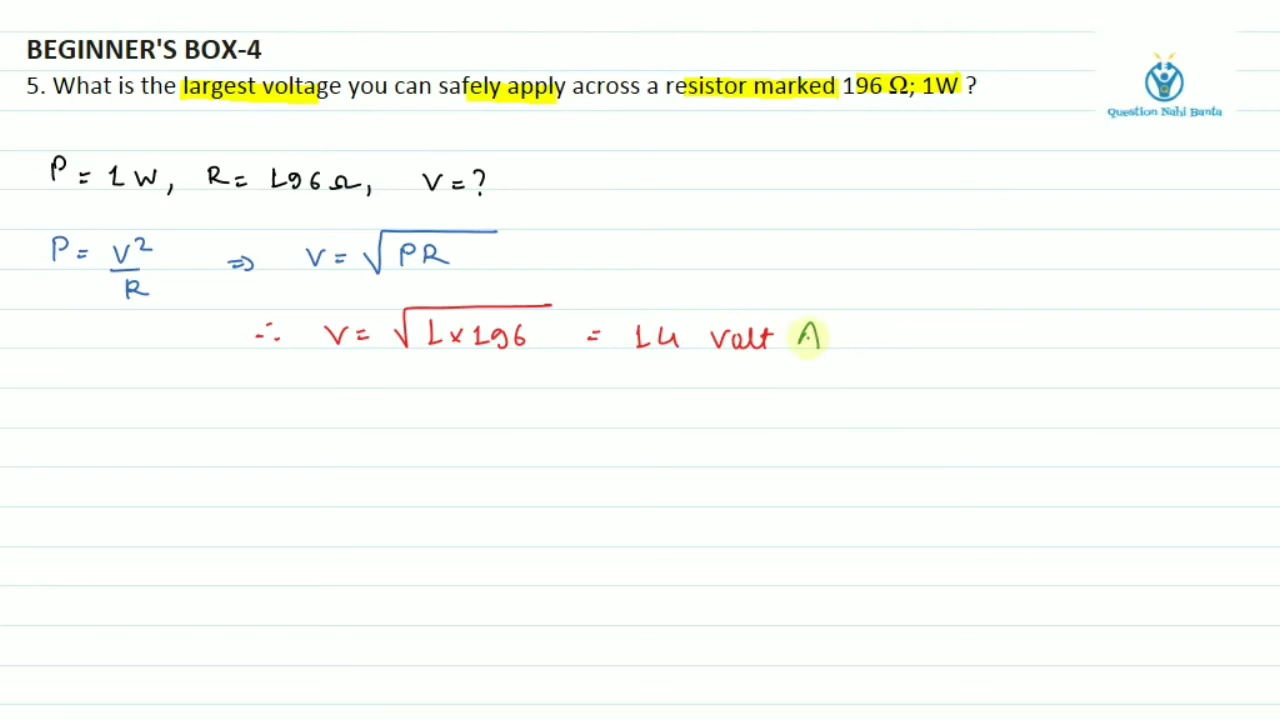 BEGINNER'S BOX-4
5. What is the largest voltage you can safely apply across a resistor marked 196 Ω; 1W ?
Question Nahi Banta
P = 1 W, R = 196 Ω, V = ?
P = V²/R ⇒ V = √PR
∴ V = √1 × 196 = 14 Volt A